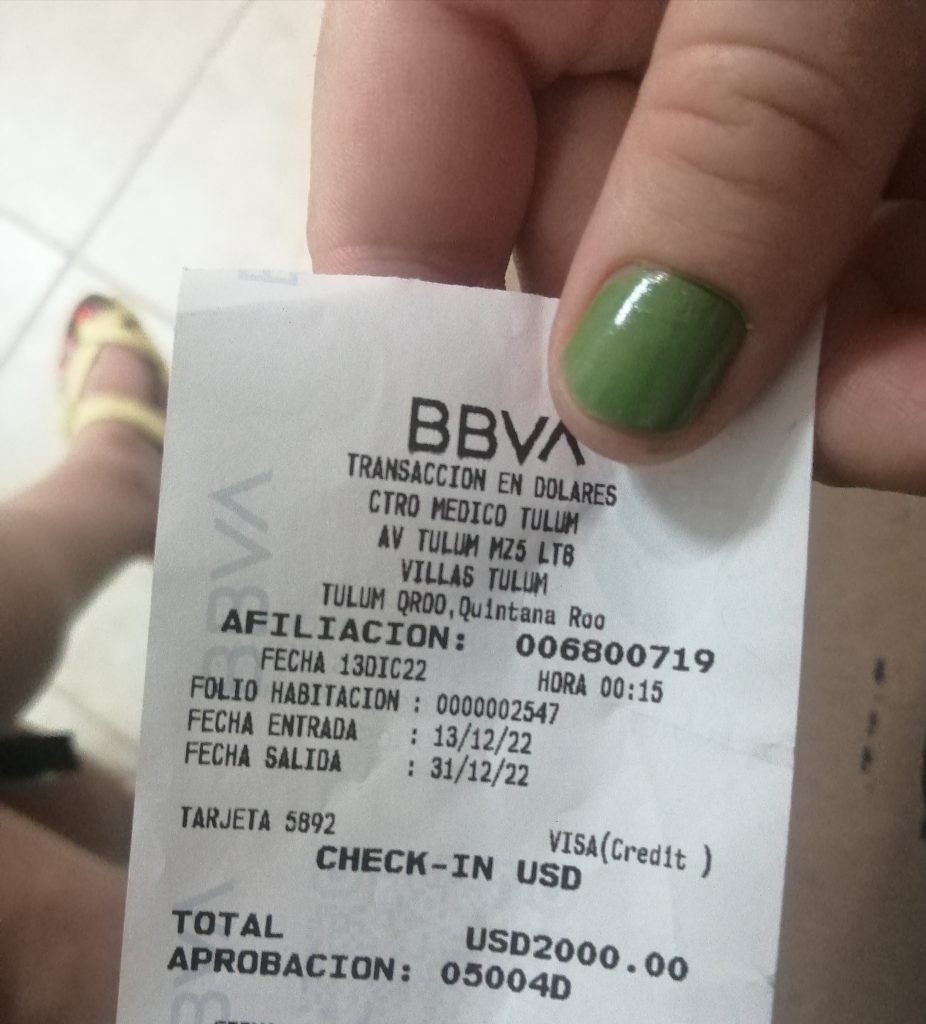 BBVA
TRANSACCION EN DOLARES
CTRO MEDICO TULUM
AV TULUM MZ5 LT8
VILLAS TULUM
TULUM QROO,Quintana Roo
AFILIACION: 006800719
FECHA 13DIC22 HORA 00:15
FOLIO HABITACION : 0000002547
FECHA ENTRADA : 13/12/22
FECHA SALIDA : 31/12/22
TARJETA 5892 VISA(Credit )
CHECK-IN USD
TOTAL USD2000.00
APROBACION: 05004D
BBVA